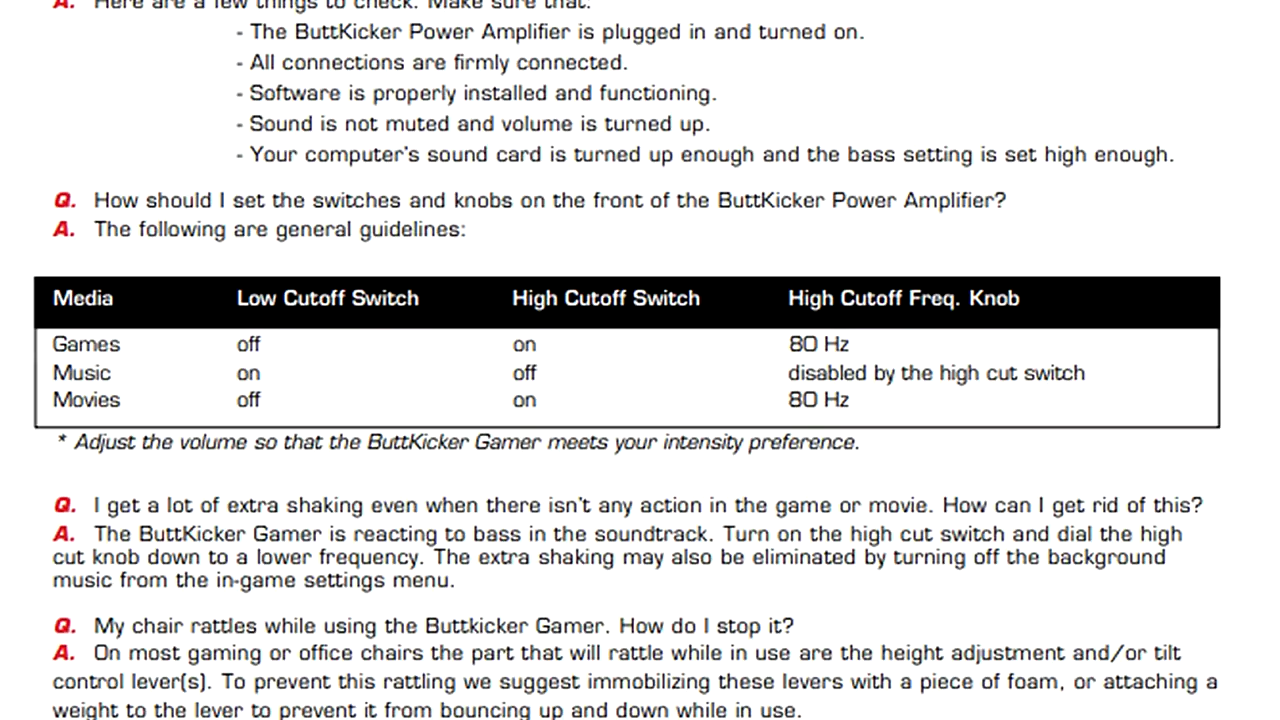 A. Here are a few things to check. Make sure that:
- The ButtKicker Power Amplifier is plugged in and turned on.
- All connections are firmly connected.
- Software is properly installed and functioning.
- Sound is not muted and volume is turned up.
- Your computer's sound card is turned up enough and the bass setting is set high enough.
Q. How should I set the switches and knobs on the front of the ButtKicker Power Amplifier?
A. The following are general guidelines:
Media Low Cutoff Switch High Cutoff Switch High Cutoff Freq. Knob
Games off on 80 Hz
Music on off disabled by the high cut switch
Movies off on 80 Hz
* Adjust the volume so that the ButtKicker Gamer meets your intensity preference.
Q. I get a lot of extra shaking even when there isn't any action in the game or movie. How can I get rid of this?
A. The ButtKicker Gamer is reacting to bass in the soundtrack. Turn on the high cut switch and dial the high
cut knob down to a lower frequency. The extra shaking may also be eliminated by turning off the background
music from the in-game settings menu.
Q. My chair rattles while using the Buttkicker Gamer. How do I stop it?
A. On most gaming or office chairs the part that will rattle while in use are the height adjustment and/or tilt
control lever(s). To prevent this rattling we suggest immobilizing these levers with a piece of foam, or attaching a
weight to the lever to prevent it from bouncing up and down while in use.